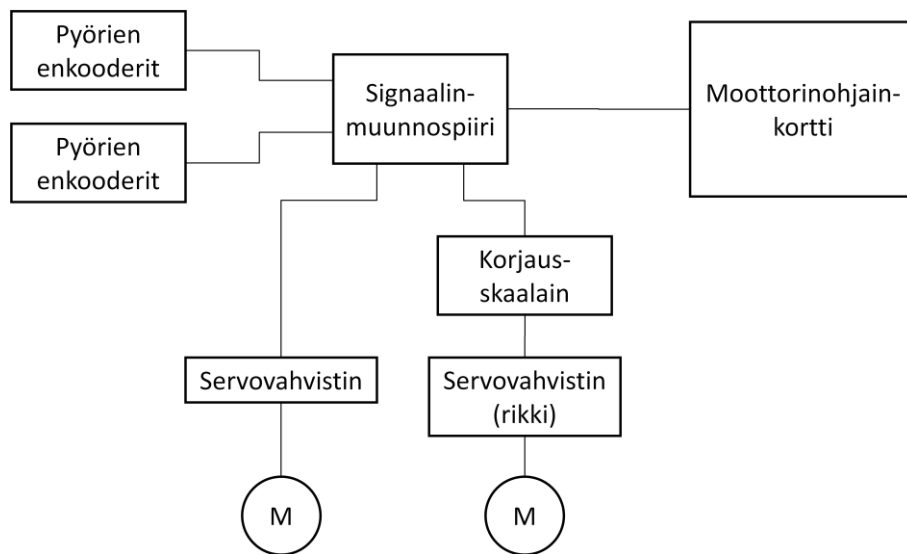 Pyörien
enkooderit
Signaalin-
muunnospiiri
Moottorinohjain-
kortti
Pyörien
enkooderit
Korjaus-
skaalain
Servovahvistin
Servovahvistin
(rikki)
M
M